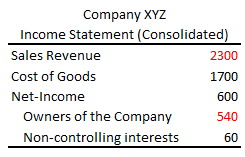 Company XYZ
Income Statement (Consolidated)
Sales Revenue 2300
Cost of Goods 1700
Net-Income 600
Owners of the Company 540
Non-controlling interests 60